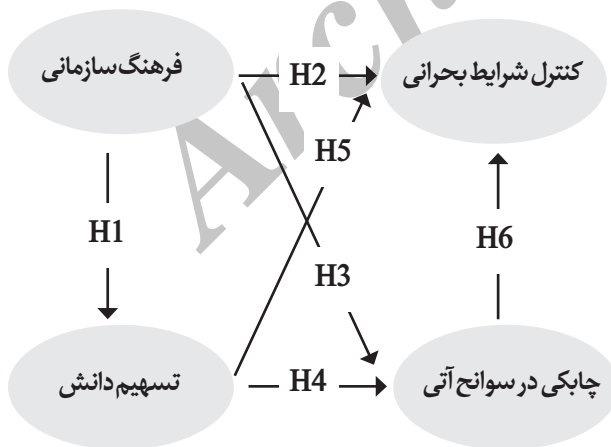 فرهنگ سازمانی
H2
کنترل شرایط بحرانی
H5
H1
H6
H3
تسهیم دانش
H4
چابکی در سوانح آتی